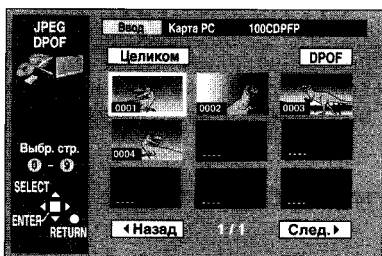 JPEG
DPOF
Ввод Карта PC 100CDPFP
Целиком DPOF
0001 0002 0003
0004 ---- ----
---- ---- ----
Выбр. стр.
0 - 9
SELECT
ENTER
RETURN
Назад 1/1 След.